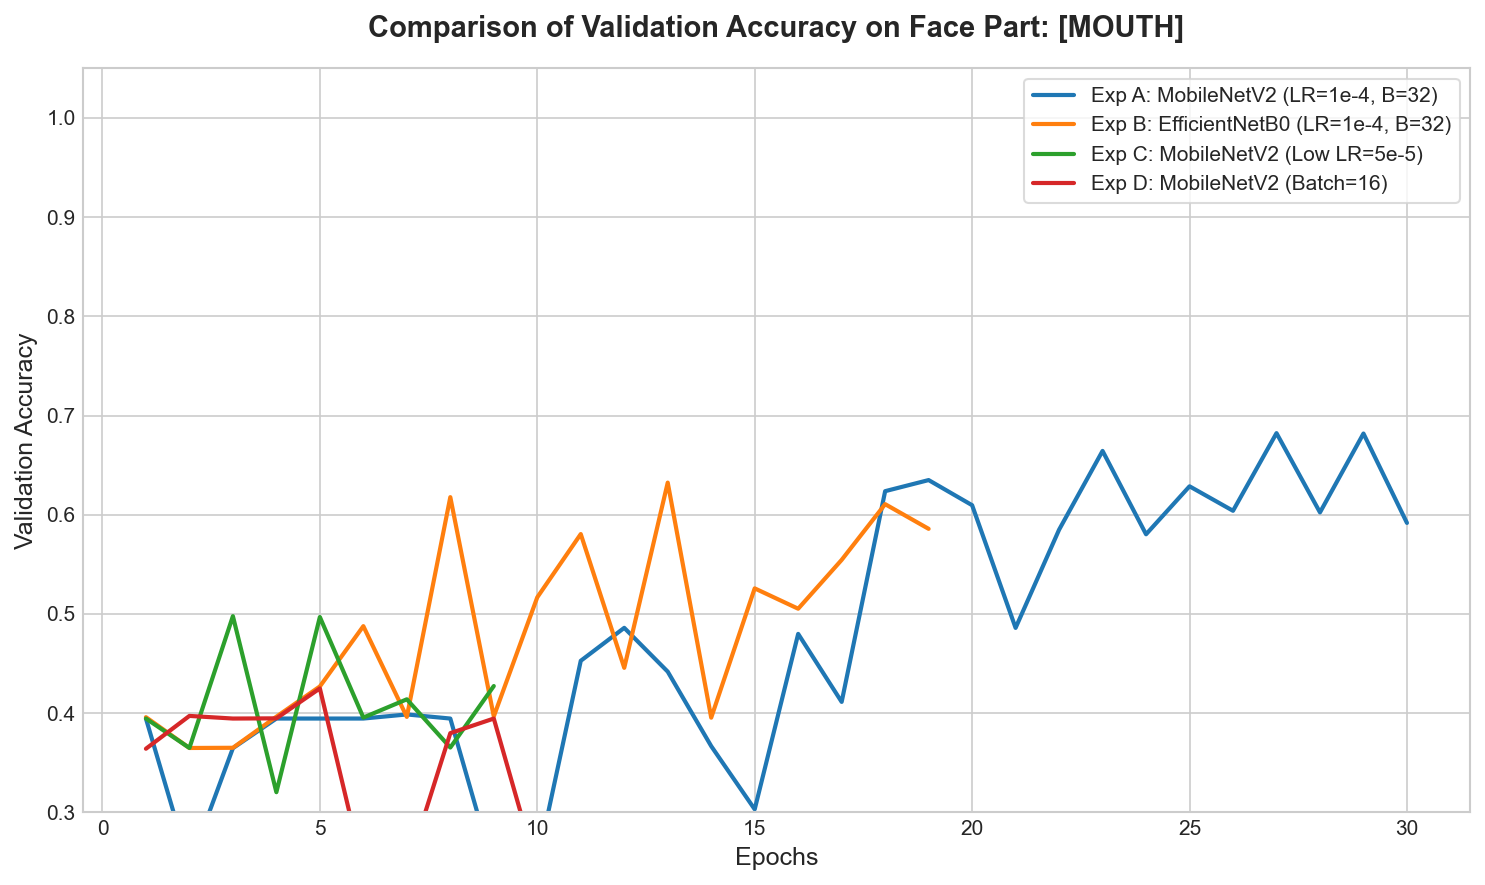 Comparison of Validation Accuracy on Face Part: [MOUTH]
Exp A: MobileNetV2 (LR=1e-4, B=32)
Exp B: EfficientNetB0 (LR=1e-4, B=32)
Exp C: MobileNetV2 (Low LR=5e-5)
Exp D: MobileNetV2 (Batch=16)
Validation Accuracy
1.0
0.9
0.8
0.7
0.6
0.5
0.4
0.3
0 5 10 15 20 25 30
Epochs